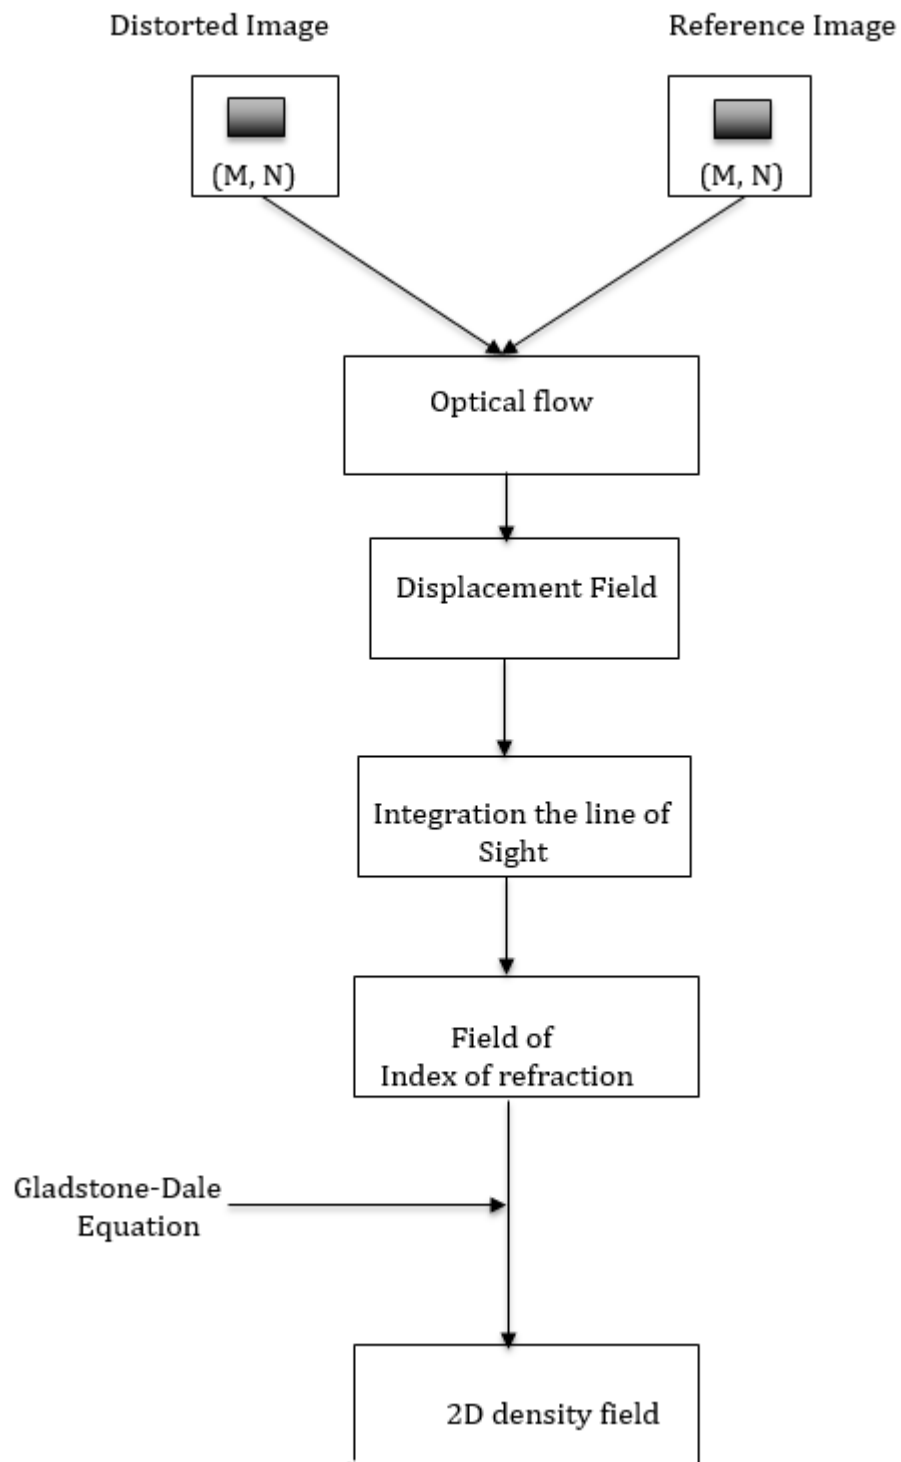 Distorted Image
Reference Image
(M, N)
(M, N)
Optical flow
Displacement Field
Integration the line of
Sight
Field of
Index of refraction
Gladstone-Dale
Equation
2D density field